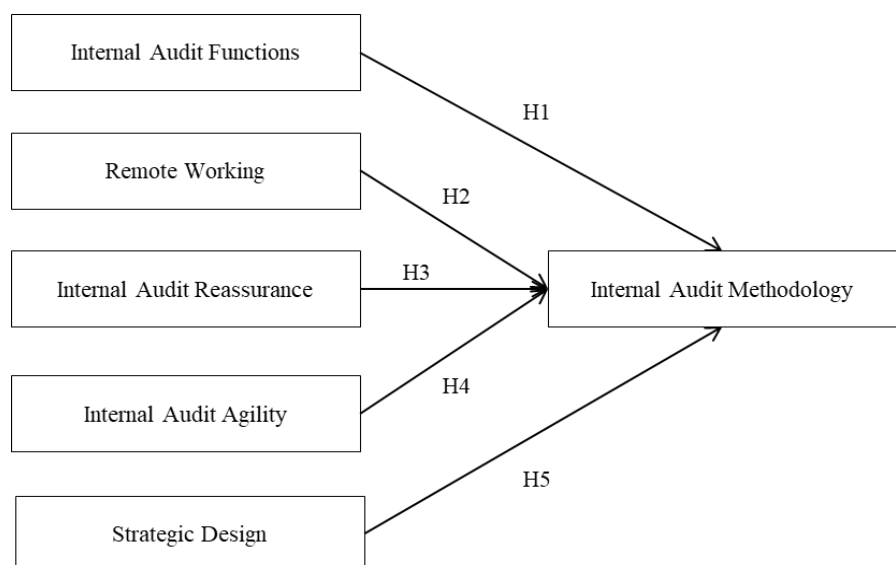 Internal Audit Functions
H1
Remote Working
H2
Internal Audit Reassurance
H3
Internal Audit Methodology
Internal Audit Agility
H4
H5
Strategic Design